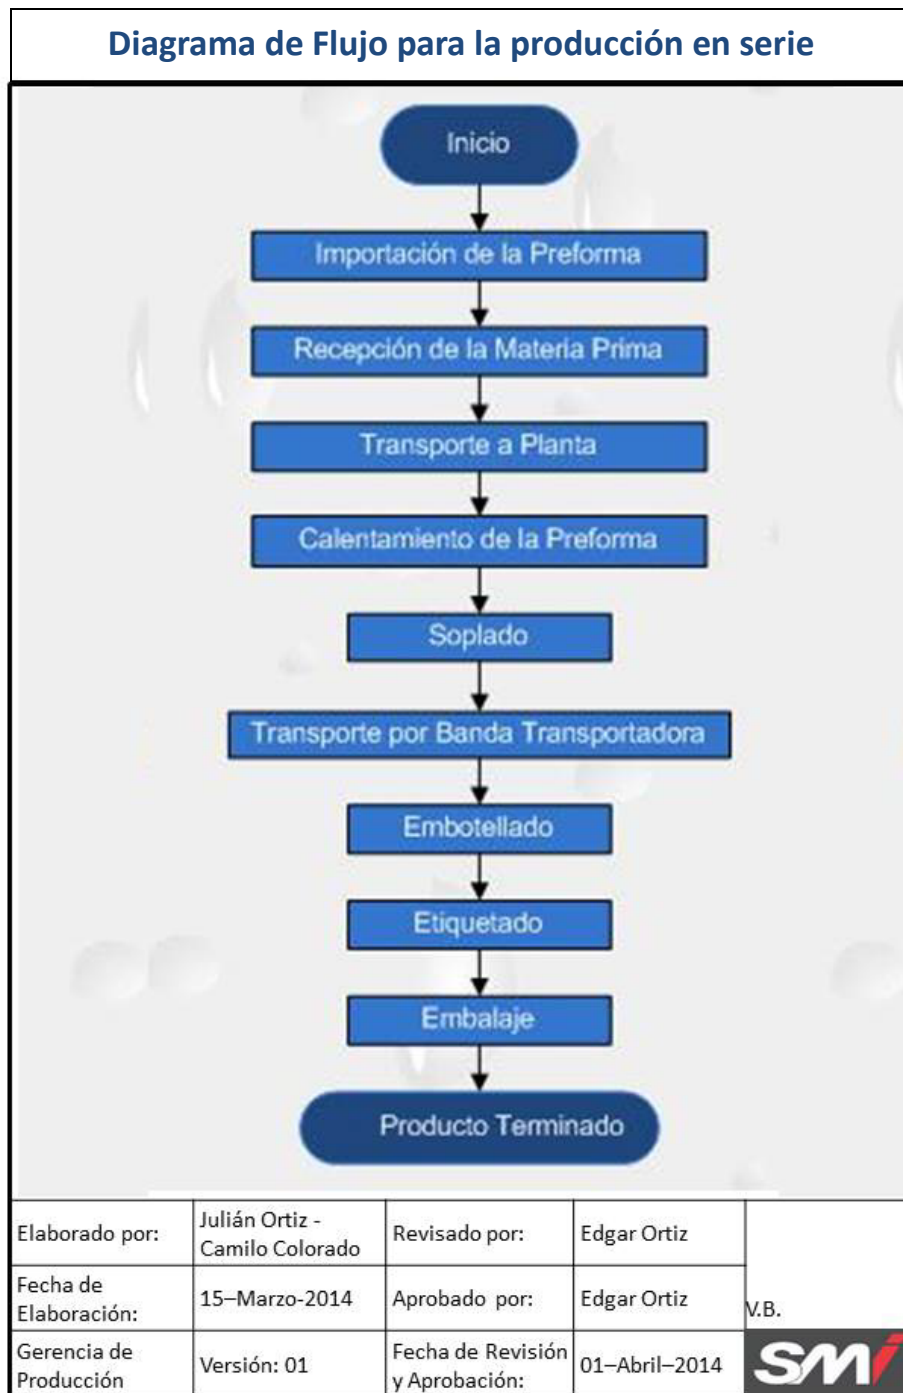 Diagrama de Flujo para la producción en serie
Inicio
Importación de la Preforma
Recepción de la Materia Prima
Transporte a Planta
Calentamiento de la Preforma
Soplado
Transporte por Banda Transportadora
Embotellado
Etiquetado
Embalaje
Producto Terminado
Elaborado por:
Julián Ortiz -
Camilo Colorado
Revisado por:
Edgar Ortiz
Fecha de
Elaboración:
15–Marzo-2014
Aprobado por:
Edgar Ortiz
V.B.
Gerencia de
Producción
Versión: 01
Fecha de Revisión
y Aprobación:
01–Abril–2014
SMI